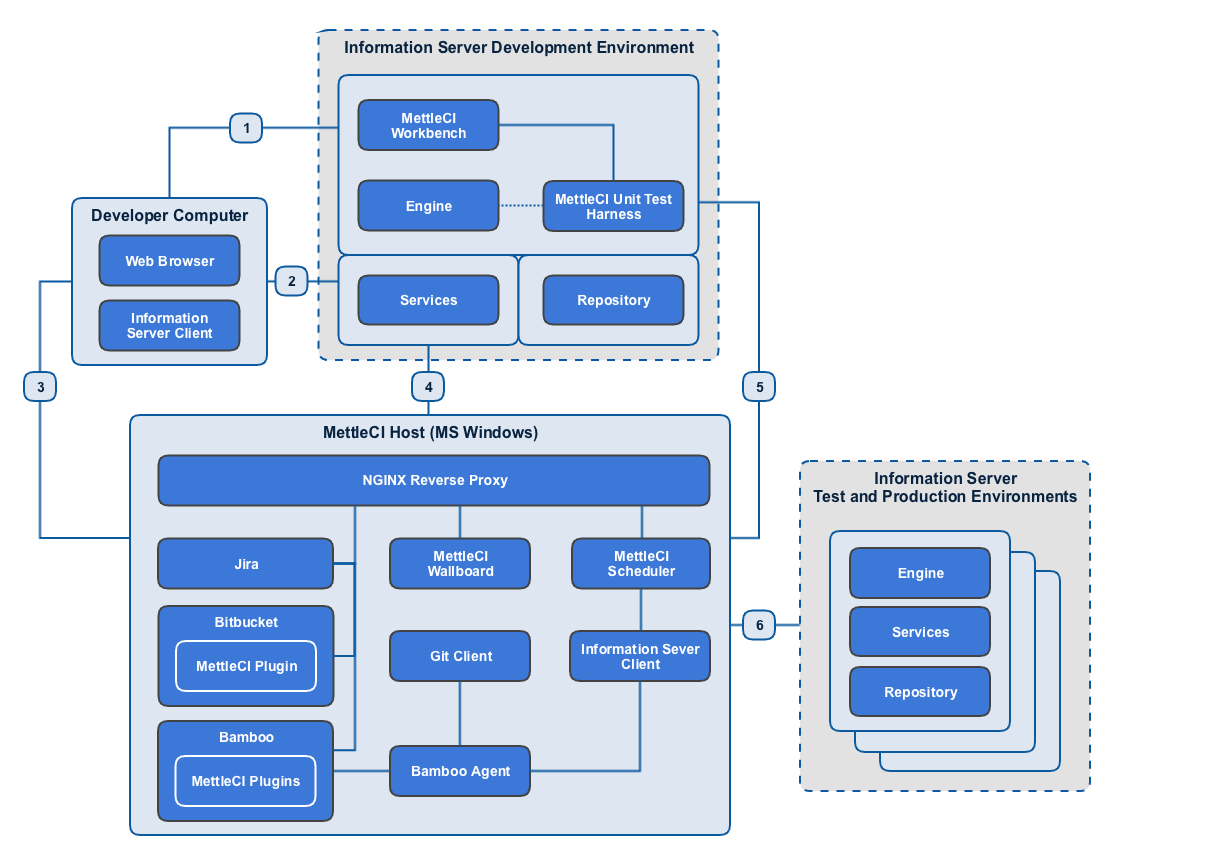 Information Server Development Environment
MettleCI
Workbench
1
Engine
MettleCI Unit Test
Harness
Developer Computer
Web Browser
Information
Server Client
2
Services
Repository
3
4
5
MettleCI Host (MS Windows)
NGINX Reverse Proxy
Jira
MettleCI
Wallboard
MettleCI
Scheduler
Bitbucket
MettleCI Plugin
Git Client
Information Sever
Client
Bamboo
MettleCI Plugins
Bamboo Agent
6
Information Server
Test and Production Environments
Engine
Services
Repository